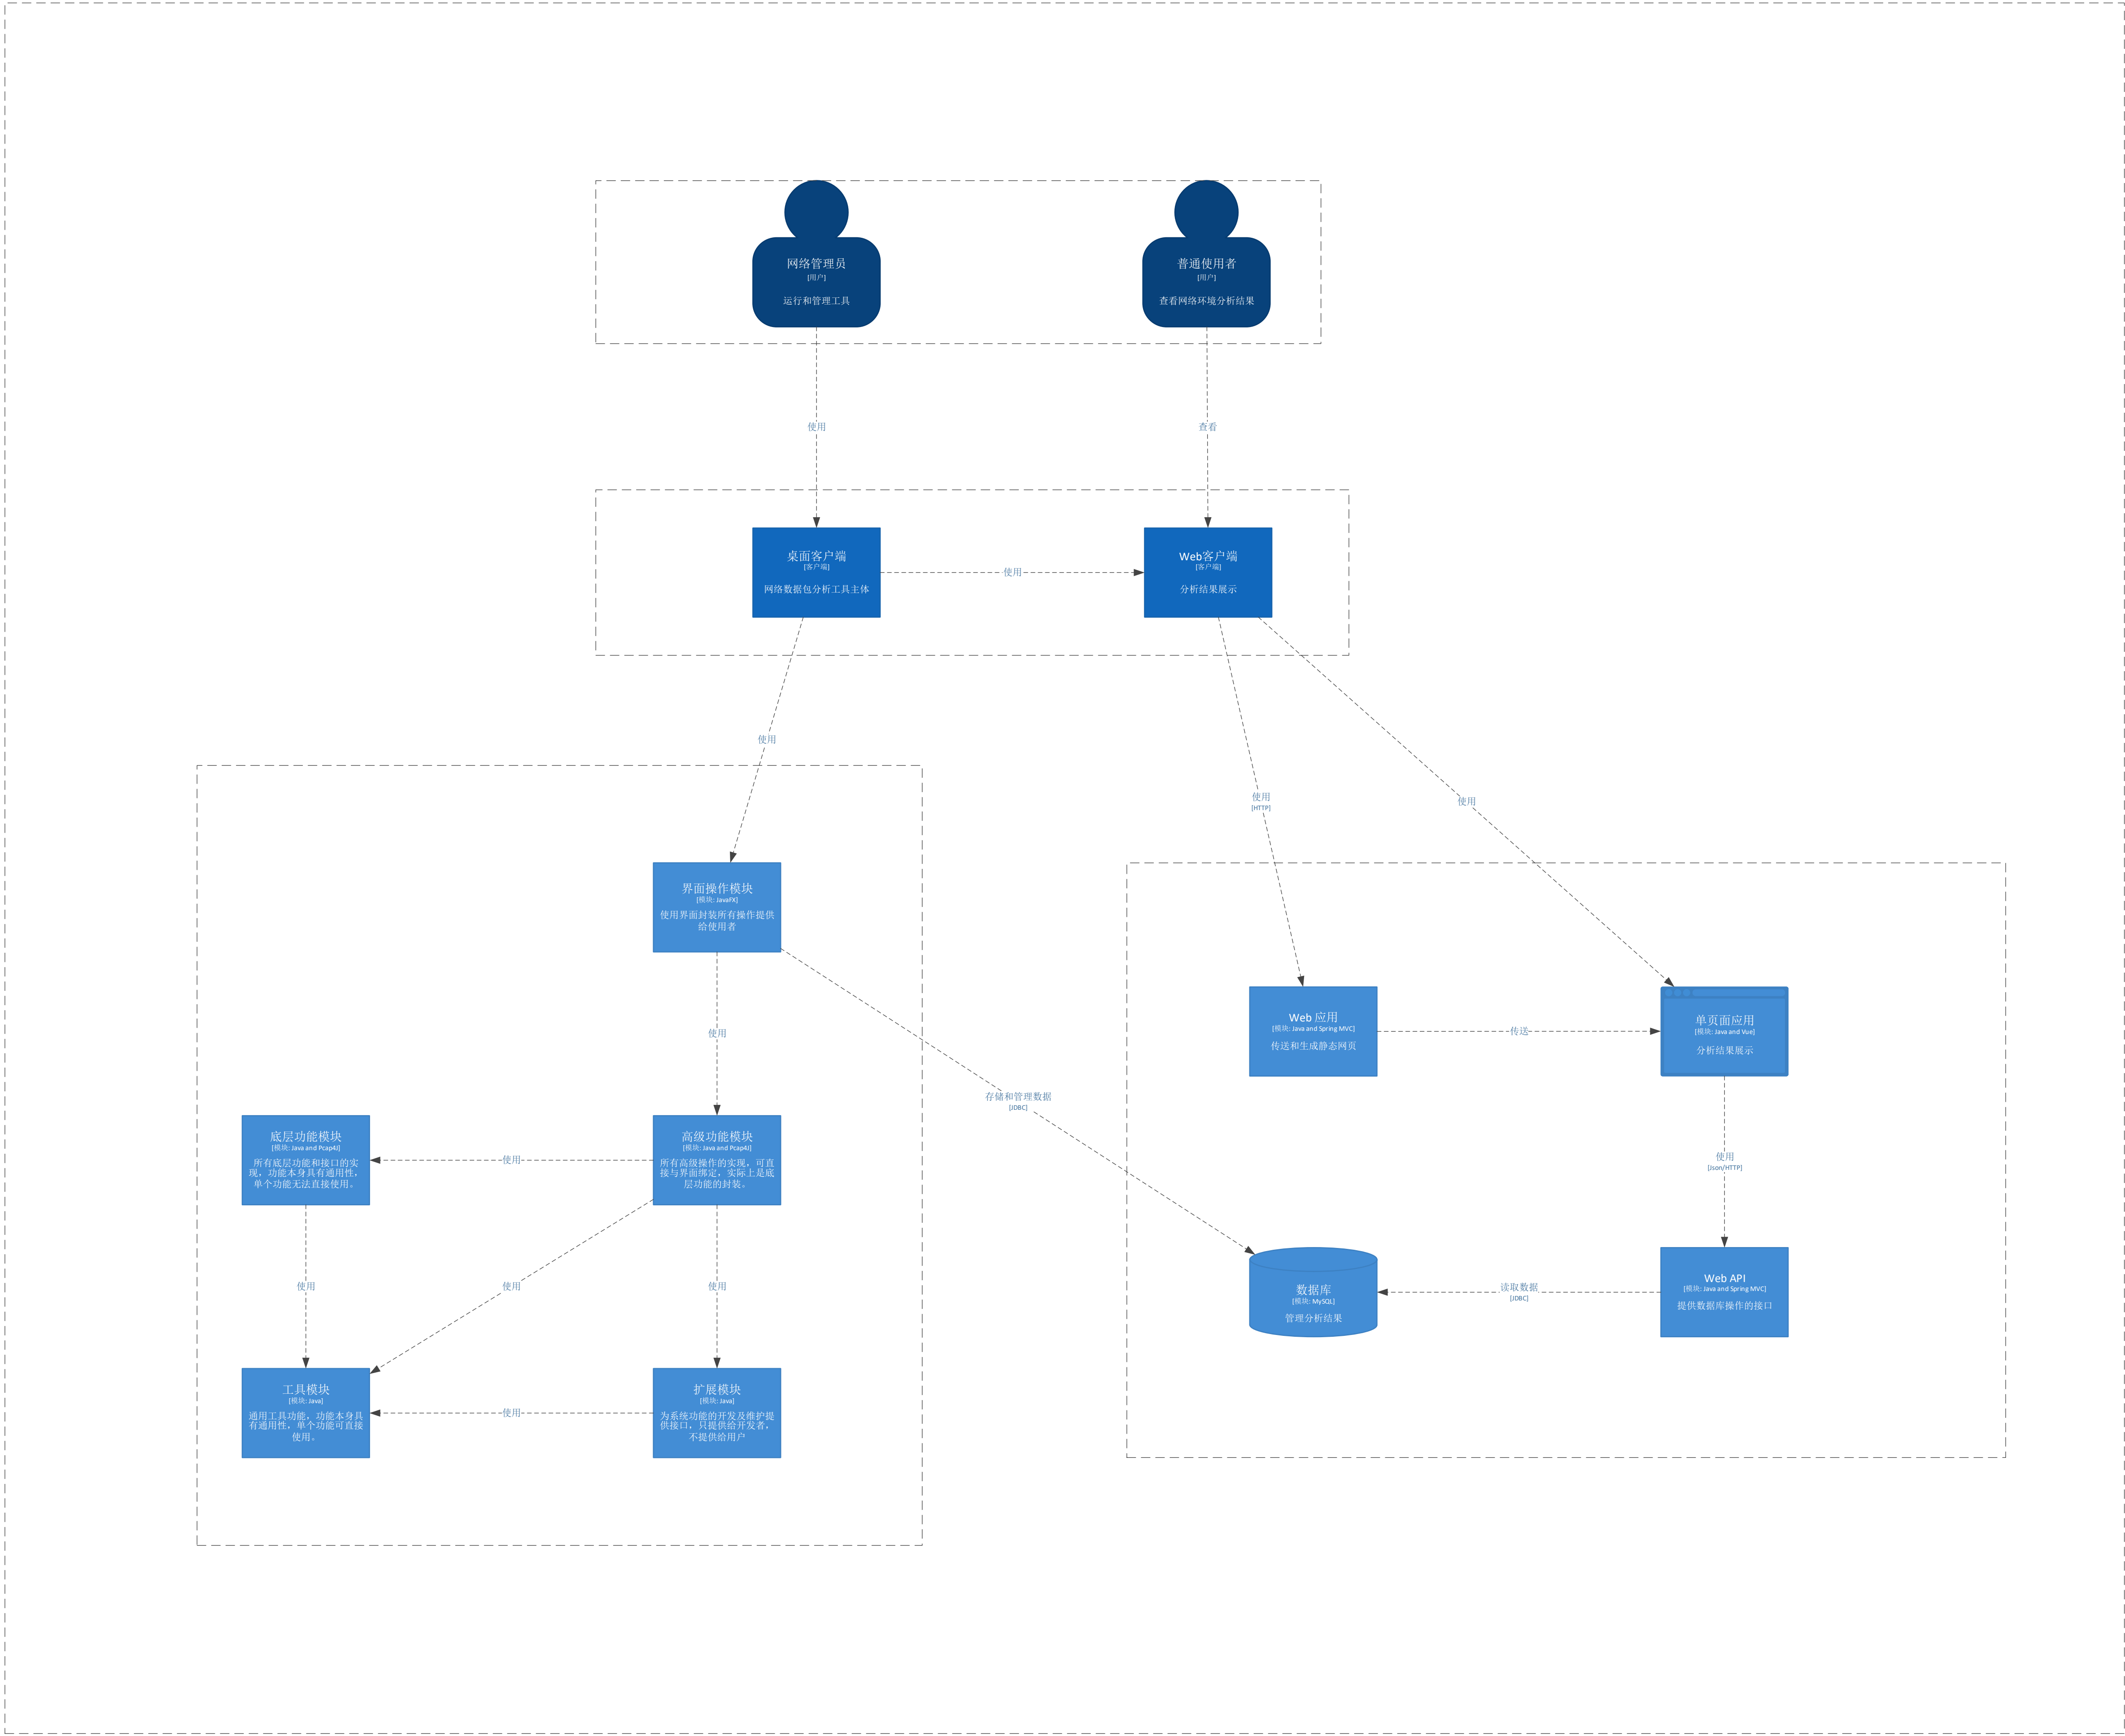 网络管理员
[用户]
运行和管理工具
普通使用者
[用户]
查看网络环境分析结果
使用
查看
桌面客户端
[客户端]
网络数据包分析工具主体
使用
Web客户端
[客户端]
分析结果展示
使用
使用
[HTTP]
使用
界面操作模块
[模块: JavaFX]
使用界面封装所有操作提供
给使用者
使用
存储和管理数据
[JDBC]
Web 应用
[模块: Java and Spring MVC]
传送和生成静态网页
传送
单页面应用
[模块: Java and Vue]
分析结果展示
底层功能模块
[模块: Java and Pcap4J]
所有底层功能和接口的实
现，功能本身具有通用性，
单个功能无法直接使用。
使用
高级功能模块
[模块: Java and Pcap4J]
所有高级操作的实现，可直
接与界面绑定，实际上是底
层功能的封装。
使用
[Json/HTTP]
使用
使用
使用
数据库
[模块: MySQL]
管理分析结果
读取数据
[JDBC]
Web API
[模块: Java and Spring MVC]
提供数据库操作的接口
工具模块
[模块: Java]
通用工具功能，功能本身具
有通用性，单个功能可直接
使用。
使用
扩展模块
[模块: Java]
为系统功能的开发及维护提
供接口，只提供给开发者，
不提供给用户